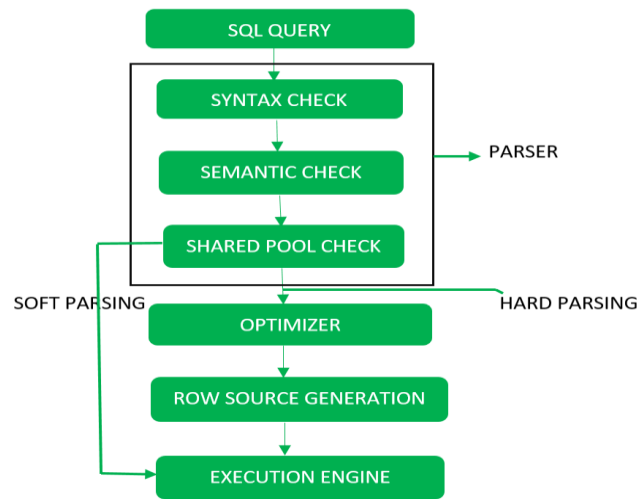 SQL QUERY
SYNTAX CHECK
PARSER
SEMANTIC CHECK
SHARED POOL CHECK
SOFT PARSING
HARD PARSING
OPTIMIZER
ROW SOURCE GENERATION
EXECUTION ENGINE